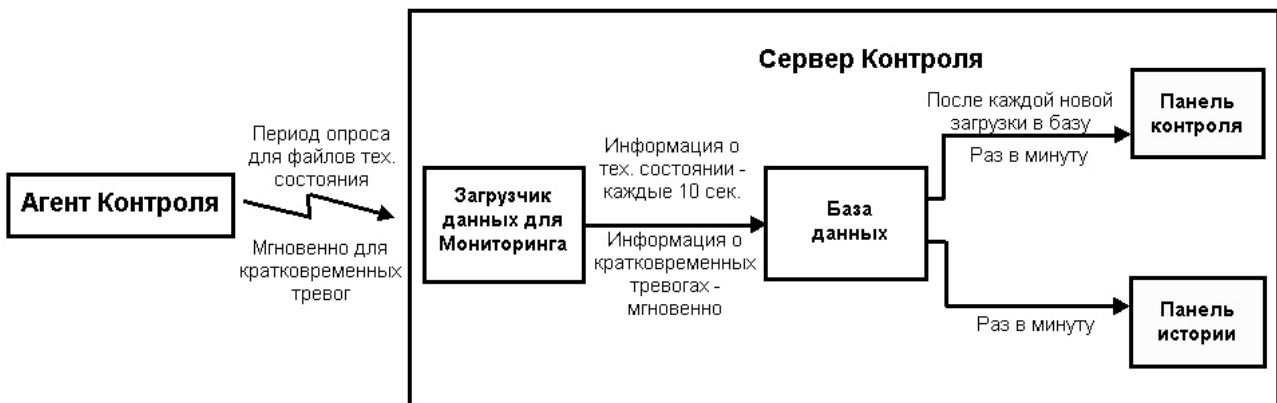 Сервер Контроля
Агент Контроля
Период опроса
для файлов тех.
состояния
Мгновенно для
кратковременных
тревог
Загрузчик
данных для
Мониторинга
Информация о
тех. состоянии -
каждые 10 сек.
Информация о
кратковременных
тревогах -
мгновенно
База
данных
После каждой новой
загрузки в базу
Раз в минуту
Панель
контроля
Раз в минуту
Панель
истории